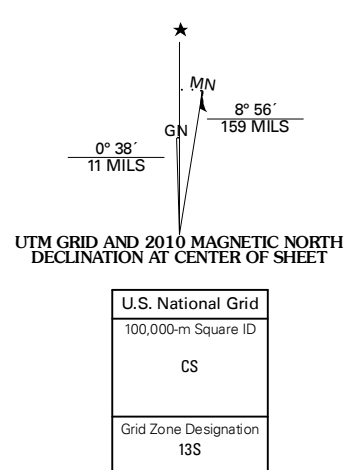 MN
8° 56´
159 MILS
GN
0° 38´
11 MILS
UTM GRID AND 2010 MAGNETIC NORTH
DECLINATION AT CENTER OF SHEET
U.S. National Grid
100,000-m Square ID
CS
Grid Zone Designation
13S